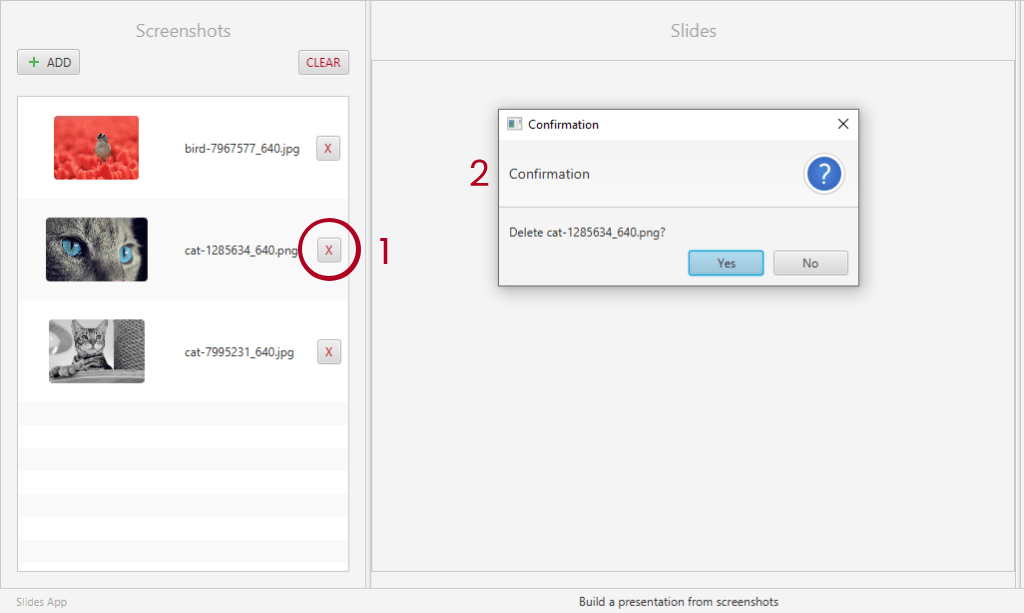 Screenshots
Slides
+ ADD
CLEAR
bird-7967577_640.jpg
X
cat-1285634_640.png
X
1
cat-7995231_640.jpg
X
Confirmation
2
Confirmation
?
Delete cat-1285634_640.png?
Yes
No
Slides App
Build a presentation from screenshots